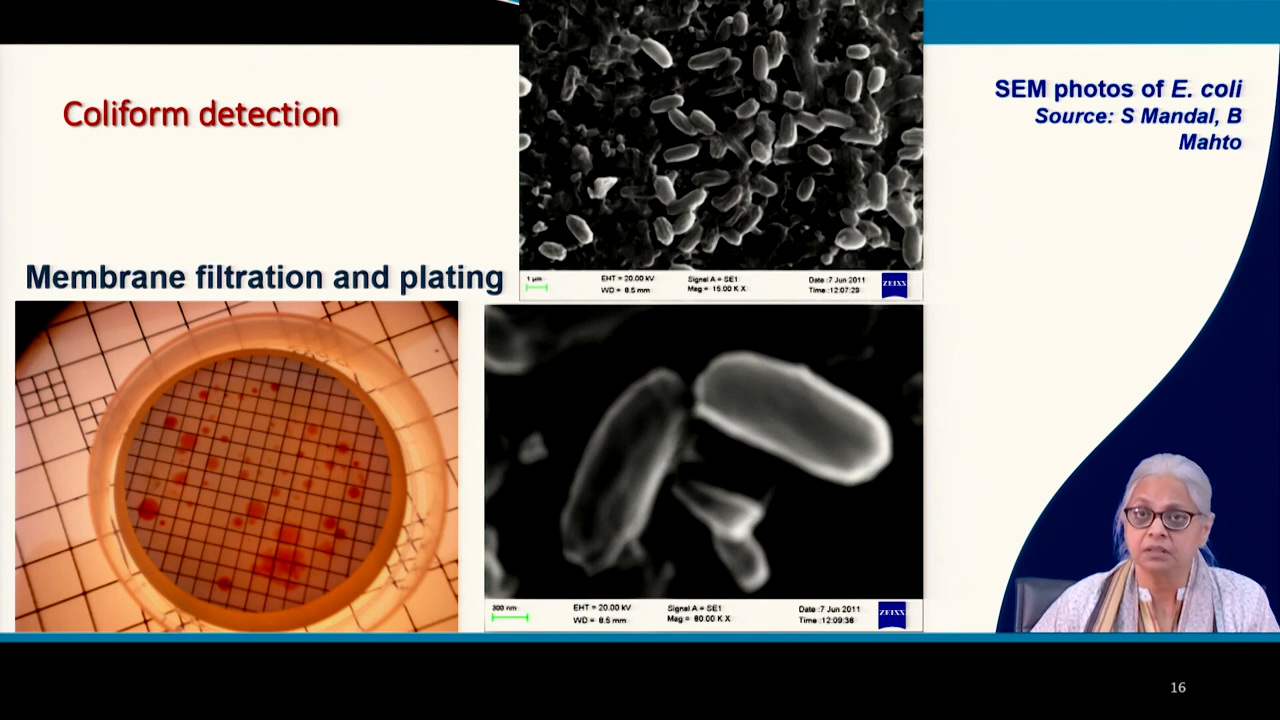 Coliform detection
SEM photos of E. coli
Source: S Mandal, B
Mahto
Membrane filtration and plating
1 µm
EHT = 20.00 kV
Signal A = SE1
Date :7 Jun 2011
WD = 8.5 mm
Mag = 15.00 K X
Time :12:07:29
ZEISS
300 nm
EHT = 20.00 kV
Signal A = SE1
Date :7 Jun 2011
WD = 8.5 mm
Mag = 60.00 K X
Time :12:09:36
ZEISS
16